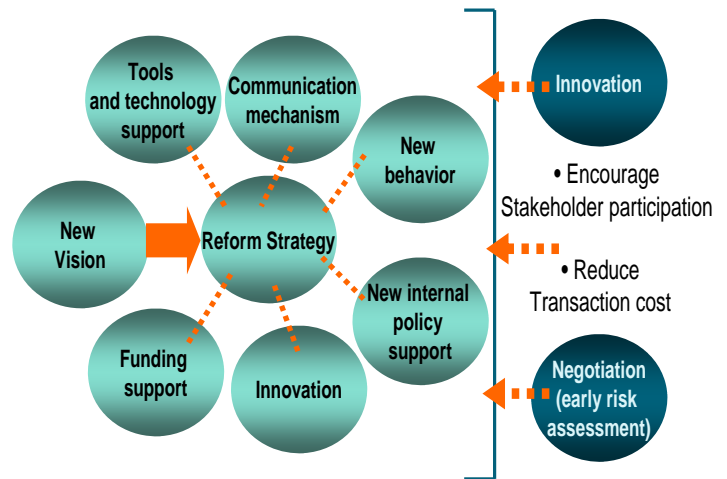 Tools
and technology
support
Communication
mechanism
New
behavior
New
Vision
Reform Strategy
New internal
policy
support
Funding
support
Innovation
Innovation
• Encourage
Stakeholder participation
• Reduce
Transaction cost
Negotiation
(early risk
assessment)